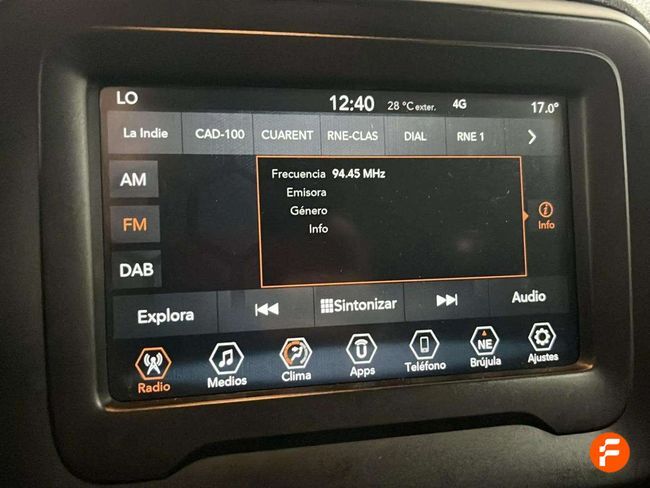 LO 12:40 28 °C exter. 4G 17.0°
La Indie CAD-100 CUARENT RNE-CLAS DIAL RNE 1
AM
FM
DAB
Frecuencia 94.45 MHz
Emisora
Género
Info
Info
Explora Sintonizar Audio
Radio Medios Clima Apps Teléfono NE Brújula Ajustes